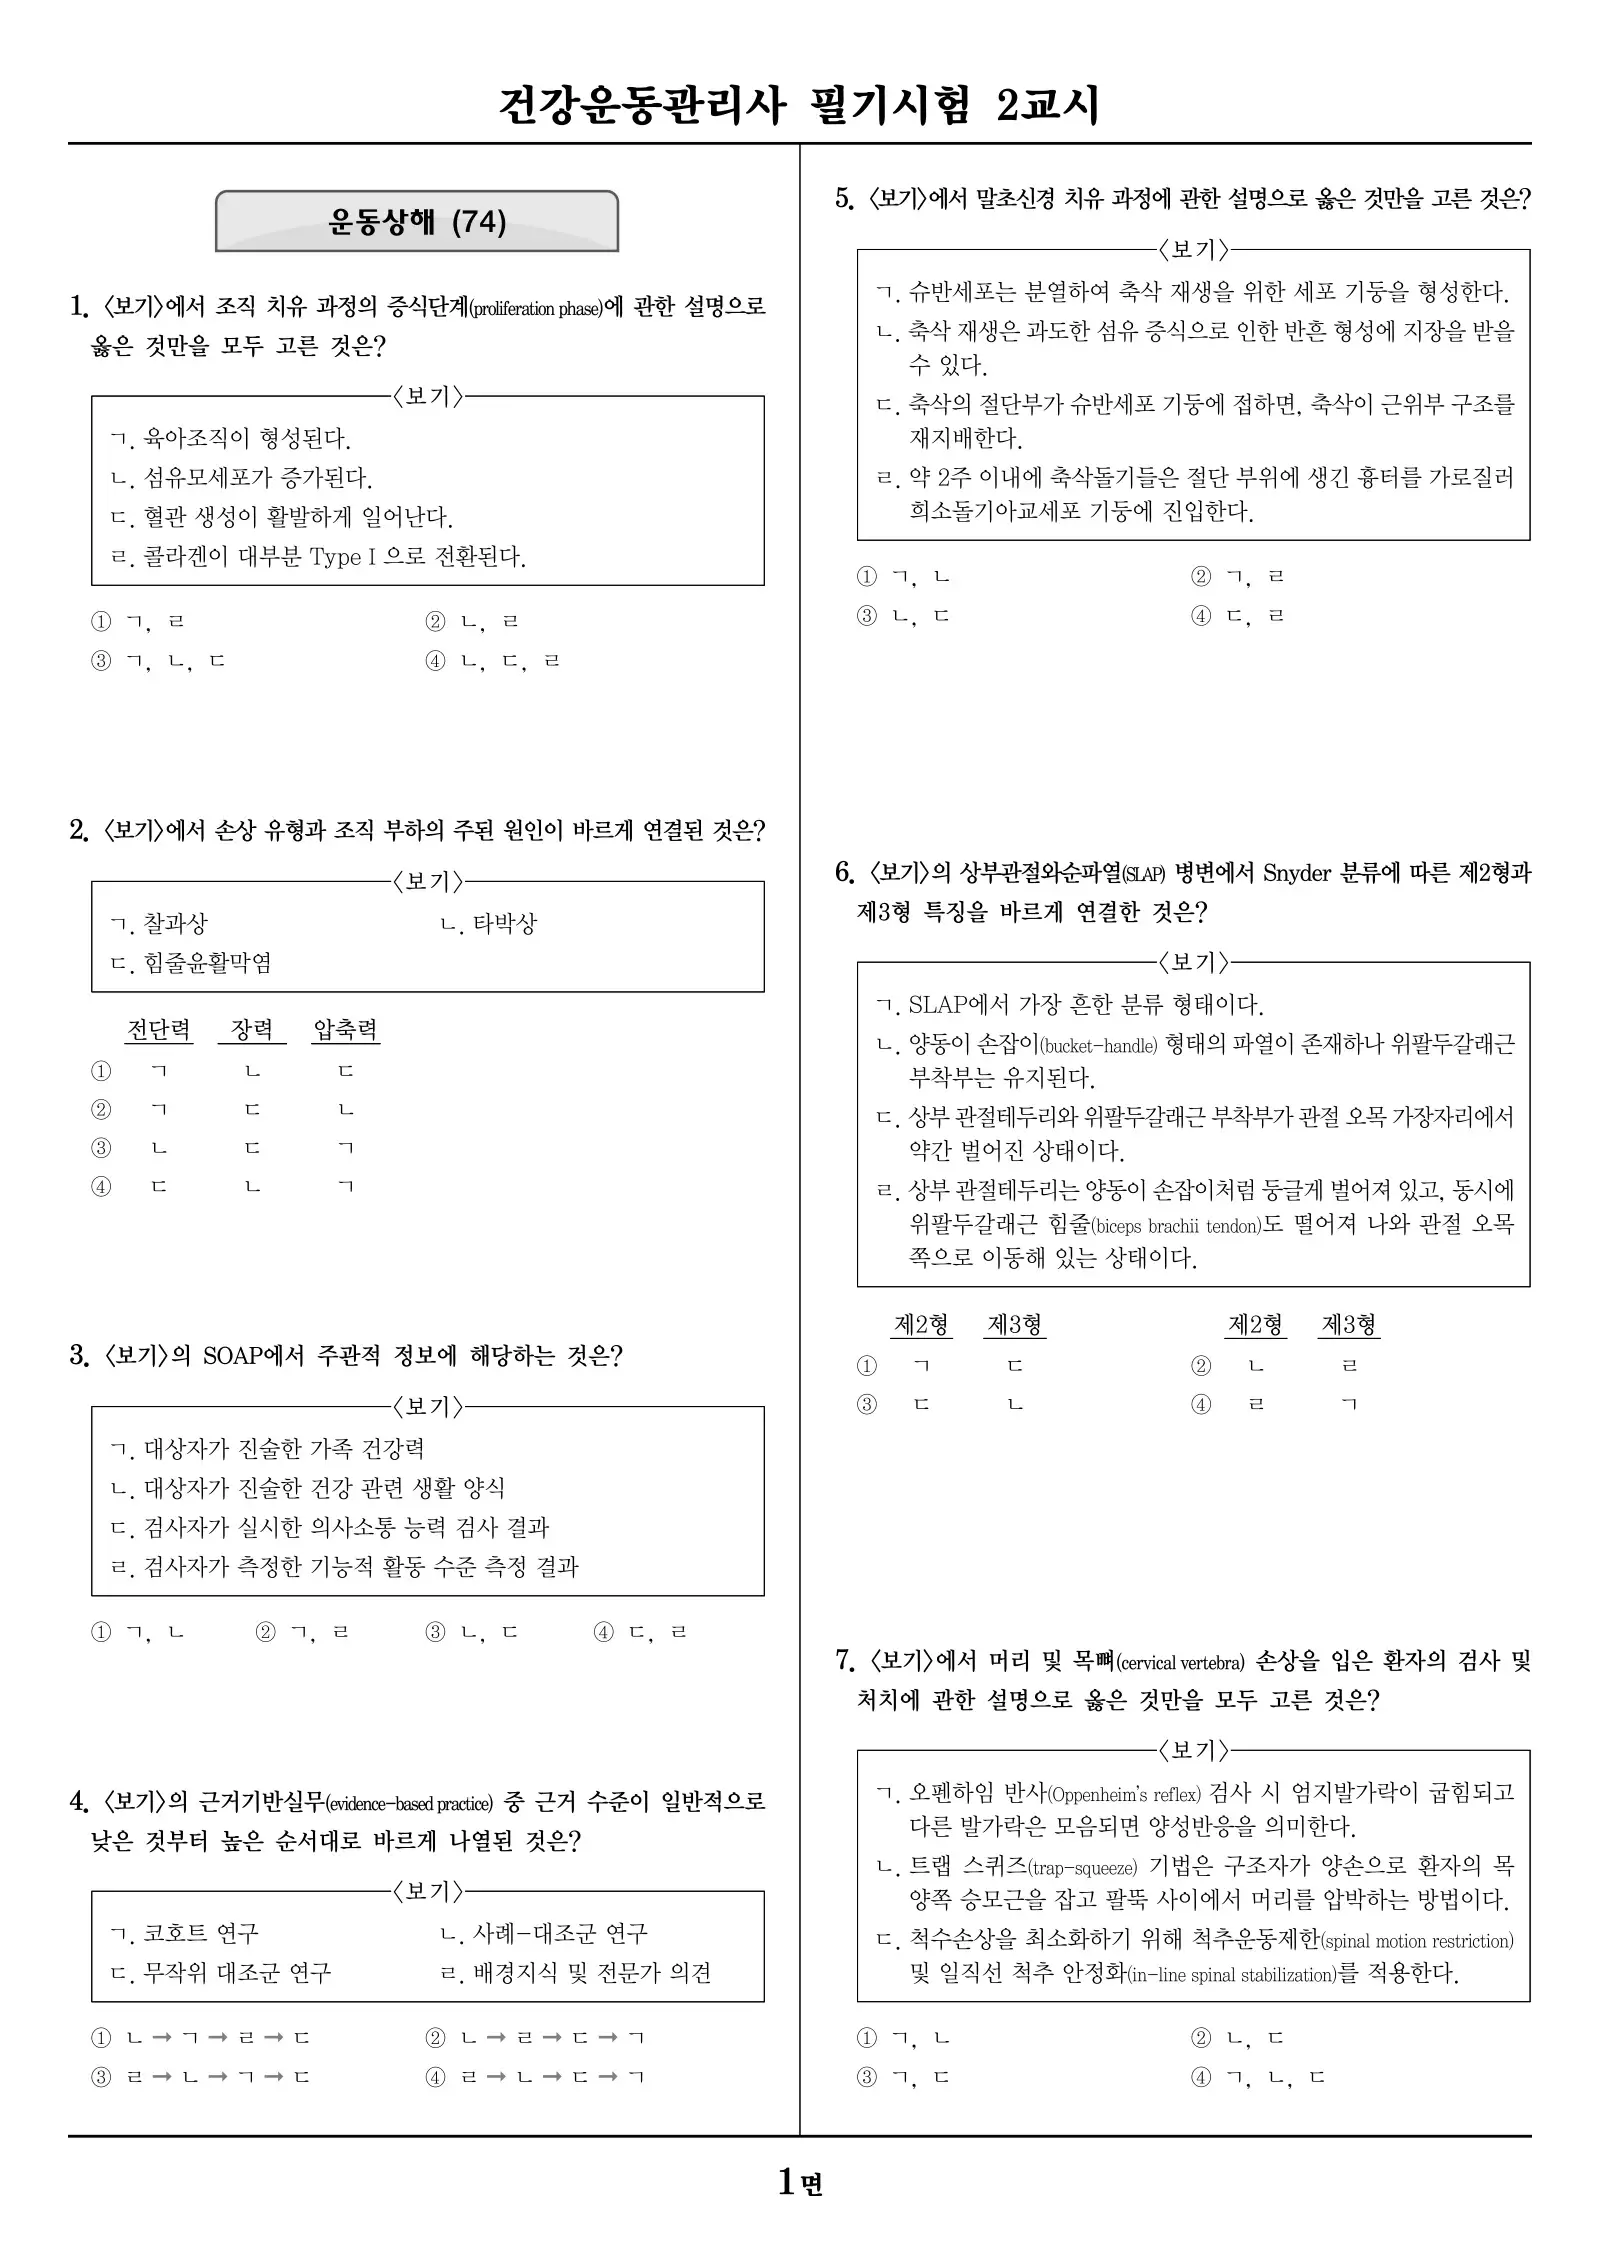 건강운동관리사 필기시험 2교시
운동상해 (74)
1. 〈보기〉에서 조직 치유 과정의 증식단계(proliferation phase)에 관한 설명으로
옳은 것만을 모두 고른 것은?
〈보기〉
ㄱ. 육아조직이 형성된다.
ㄴ. 섬유모세포가 증가된다.
ㄷ. 혈관 생성이 활발하게 일어난다.
ㄹ. 콜라겐이 대부분 Type I 으로 전환된다.
① ㄱ, ㄹ ② ㄴ, ㄹ
③ ㄱ, ㄴ, ㄷ ④ ㄴ, ㄷ, ㄹ
2. 〈보기〉에서 손상 유형과 조직 부하의 주된 원인이 바르게 연결된 것은?
〈보기〉
ㄱ. 찰과상 ㄴ. 타박상
ㄷ. 힘줄윤활막염
전단력 장력 압축력
① ㄱ ㄴ ㄷ
② ㄱ ㄷ ㄴ
③ ㄴ ㄷ ㄱ
④ ㄷ ㄴ ㄱ
3. 〈보기〉의 SOAP에서 주관적 정보에 해당하는 것은?
〈보기〉
ㄱ. 대상자가 진술한 가족 건강력
ㄴ. 대상자가 진술한 건강 관련 생활 양식
ㄷ. 검사자가 실시한 의사소통 능력 검사 결과
ㄹ. 검사자가 측정한 기능적 활동 수준 측정 결과
① ㄱ, ㄴ ② ㄱ, ㄹ ③ ㄴ, ㄷ ④ ㄷ, ㄹ
4. 〈보기〉의 근거기반실무(evidence-based practice) 중 근거 수준이 일반적으로
낮은 것부터 높은 순서대로 바르게 나열된 것은?
〈보기〉
ㄱ. 코호트 연구 ㄴ. 사례-대조군 연구
ㄷ. 무작위 대조군 연구 ㄹ. 배경지식 및 전문가 의견
① ㄴ → ㄱ → ㄹ → ㄷ ② ㄴ → ㄹ → ㄷ → ㄱ
③ ㄹ → ㄴ → ㄱ → ㄷ ④ ㄹ → ㄴ → ㄷ → ㄱ
5. 〈보기〉에서 말초신경 치유 과정에 관한 설명으로 옳은 것만을 고른 것은?
〈보기〉
ㄱ. 슈반세포는 분열하여 축삭 재생을 위한 세포 기둥을 형성한다.
ㄴ. 축삭 재생은 과도한 섬유 증식으로 인한 반흔 형성에 지장을 받을
수 있다.
ㄷ. 축삭의 절단부가 슈반세포 기둥에 접하면, 축삭이 근위부 구조를
재지배한다.
ㄹ. 약 2주 이내에 축삭돌기들은 절단 부위에 생긴 흉터를 가로질러
희소돌기아교세포 기둥에 진입한다.
① ㄱ, ㄴ ② ㄱ, ㄹ
③ ㄴ, ㄷ ④ ㄷ, ㄹ
6. 〈보기〉의 상부관절와순파열(SLAP) 병변에서 Snyder 분류에 따른 제2형과
제3형 특징을 바르게 연결한 것은?
〈보기〉
ㄱ. SLAP에서 가장 흔한 분류 형태이다.
ㄴ. 양동이 손잡이(bucket-handle) 형태의 파열이 존재하나 위팔두갈래근
부착부는 유지된다.
ㄷ. 상부 관절테두리와 위팔두갈래근 부착부가 관절 오목 가장자리에서
약간 벌어진 상태이다.
ㄹ. 상부 관절테두리는 양동이 손잡이처럼 둥글게 벌어져 있고, 동시에
위팔두갈래근 힘줄(biceps brachii tendon)도 떨어져 나와 관절 오목
쪽으로 이동해 있는 상태이다.
제2형 제3형 제2형 제3형
① ㄱ ㄷ ② ㄴ ㄹ
③ ㄷ ㄴ ④ ㄹ ㄱ
7. 〈보기〉에서 머리 및 목뼈(cervical vertebra) 손상을 입은 환자의 검사 및
처치에 관한 설명으로 옳은 것만을 모두 고른 것은?
〈보기〉
ㄱ. 오펜하임 반사(Oppenheim's reflex) 검사 시 엄지발가락이 굽힘되고
다른 발가락은 모음되면 양성반응을 의미한다.
ㄴ. 트랩 스퀴즈(trap-squeeze) 기법은 구조자가 양손으로 환자의 목
양쪽 승모근을 잡고 팔뚝 사이에서 머리를 압박하는 방법이다.
ㄷ. 척수손상을 최소화하기 위해 척추운동제한(spinal motion restriction)
및 일직선 척추 안정화(in-line spinal stabilization)를 적용한다.
① ㄱ, ㄴ ② ㄴ, ㄷ
③ ㄱ, ㄷ ④ ㄱ, ㄴ, ㄷ
1면